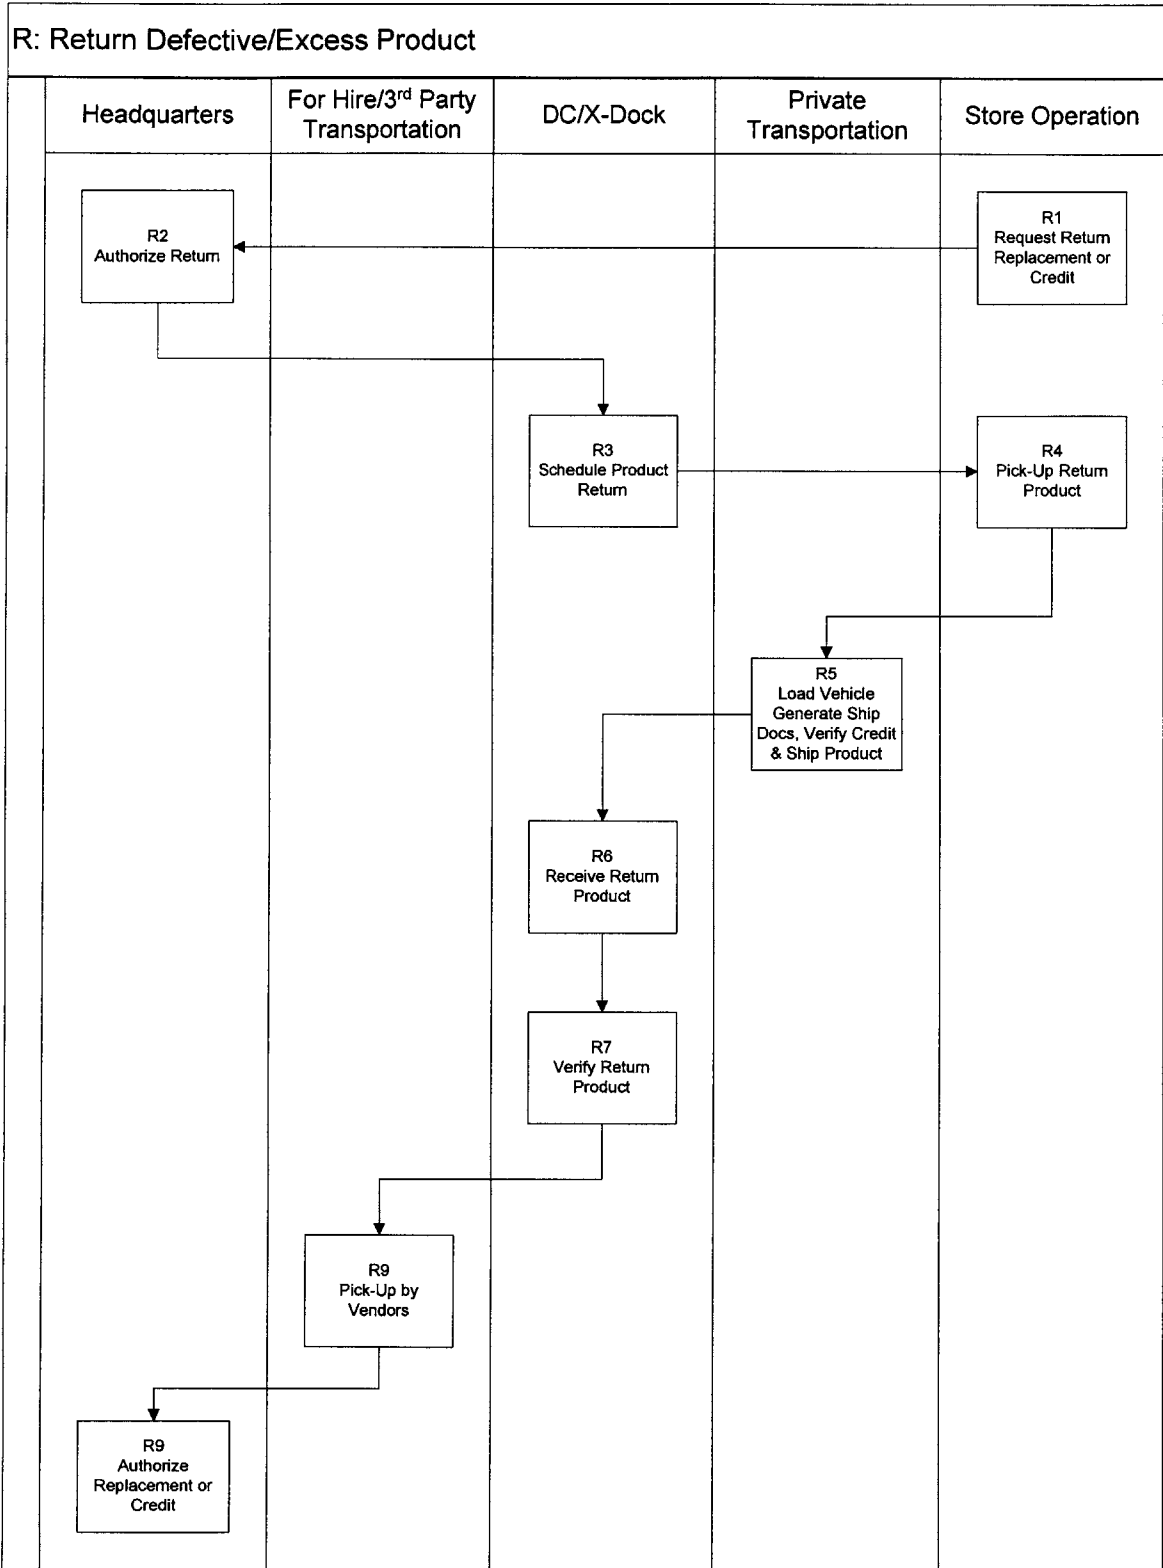 R: Return Defective/Excess Product
Headquarters
For Hire/3rd Party
Transportation
DC/X-Dock
Private
Transportation
Store Operation
R2
Authorize Return
R1
Request Return
Replacement or
Credit
R3
Schedule Product
Return
R4
Pick-Up Return
Product
R5
Load Vehicle
Generate Ship
Docs, Verify Credit
& Ship Product
R6
Receive Return
Product
R7
Verify Return
Product
R9
Pick-Up by
Vendors
R9
Authorize
Replacement or
Credit